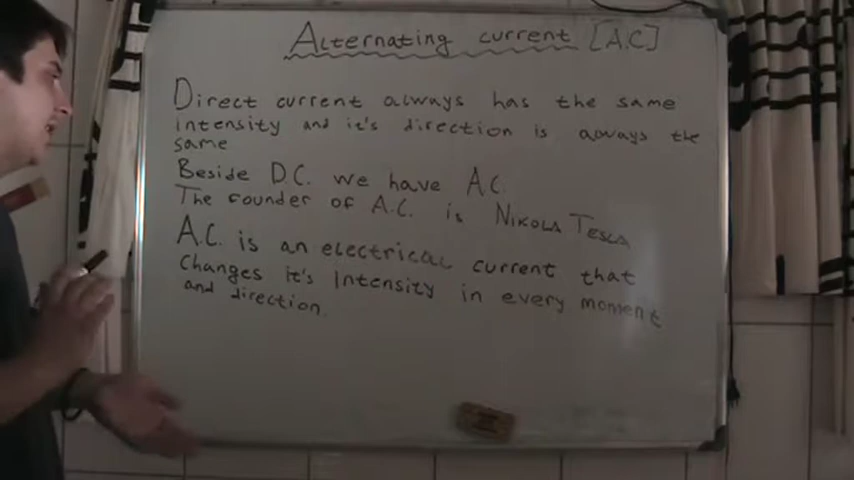 Alternating current [A.C]
Direct current always has the same
intensity and it's direction is always the
same
Beside D.C. we have A.C.
The founder of A.C. is Nikola Tesla
A.C. is an electrical current that
changes it's Intensity in every moment
and direction.